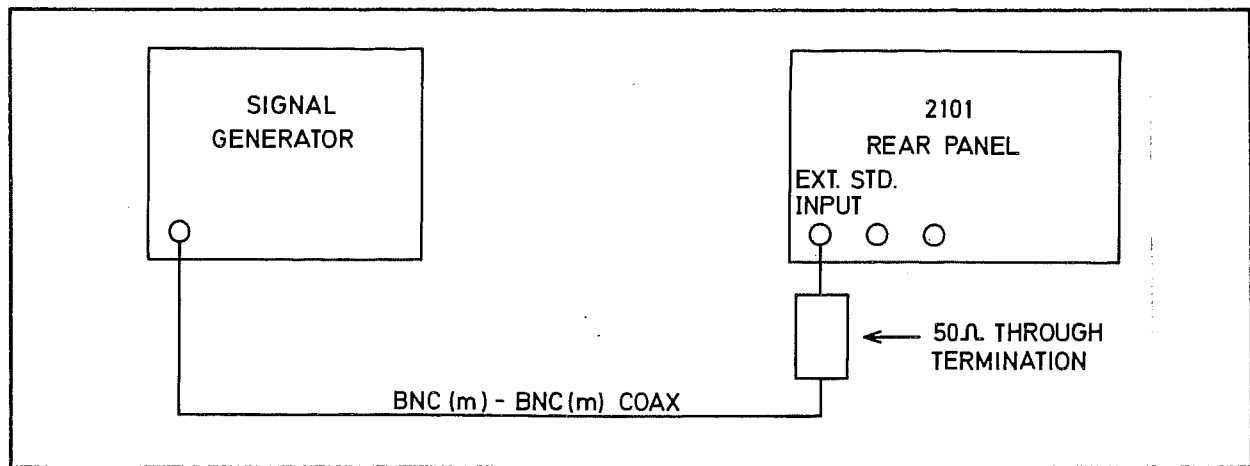 SIGNAL
GENERATOR
2101
REAR PANEL
EXT. STD.
INPUT
50Ω THROUGH
TERMINATION
BNC (m) - BNC (m) COAX